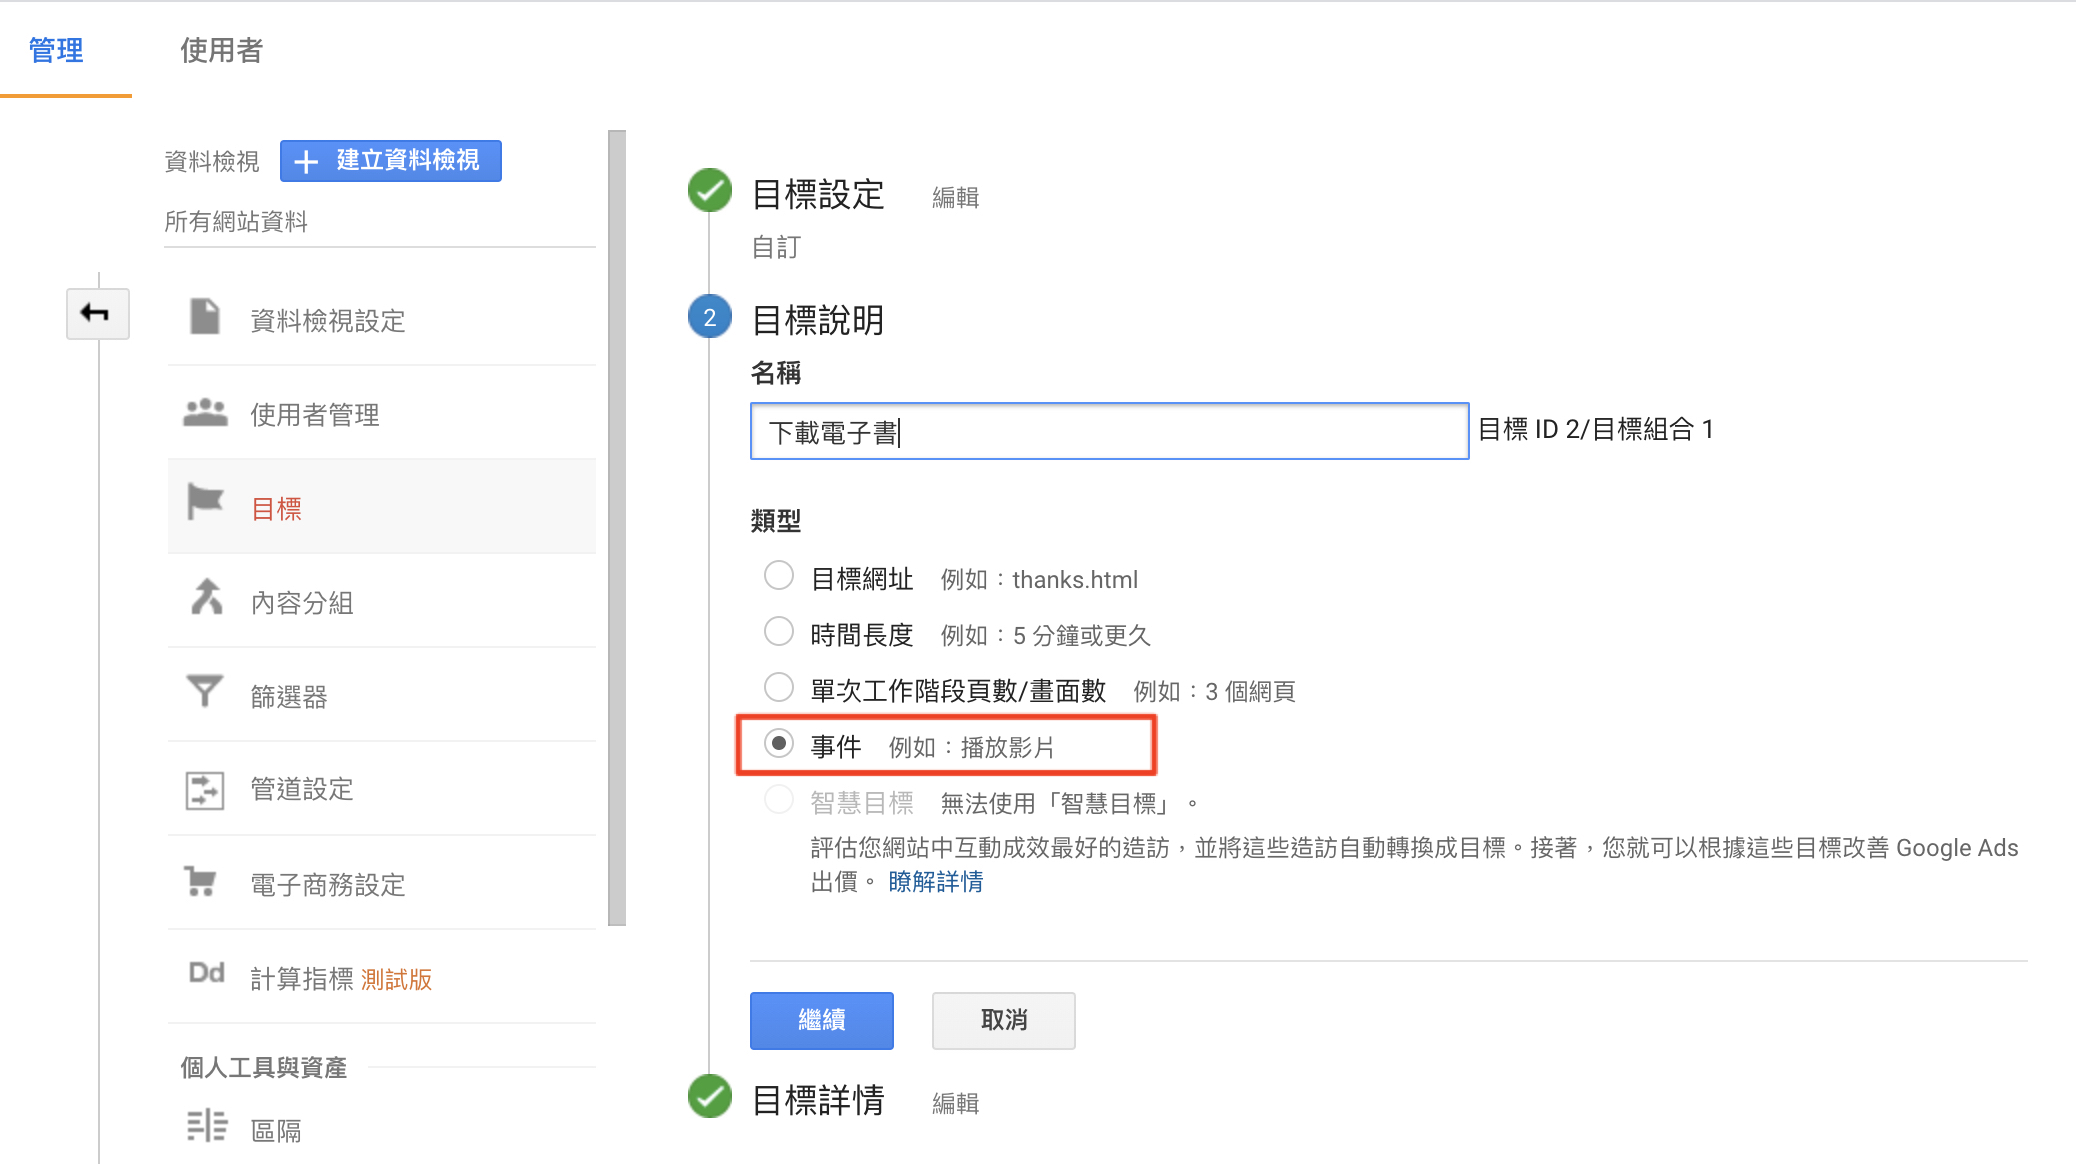 管理
使用者
資料檢視
建立資料檢視
所有網站資料
資料檢視設定
使用者管理
目標
內容分組
篩選器
管道設定
電子商務設定
Dd 計算指標 測試版
個人工具與資產
區隔
目標設定 編輯
自訂
2 目標說明
名稱
下載電子書 目標 ID 2/目標組合 1
類型
目標網址 例如：thanks.html
時間長度 例如：5 分鐘或更久
單次工作階段頁數/畫面數 例如：3 個網頁
事件 例如：播放影片
智慧目標 無法使用「智慧目標」。
評估您網站中互動成效最好的造訪，並將這些造訪自動轉換成目標。接著，您就可以根據這些目標改善 Google Ads
出價。 瞭解詳情
繼續 取消
目標詳情 編輯